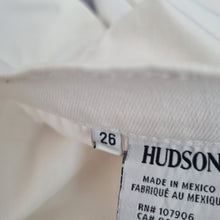 26
HUDSON
MADE IN MEXICO
FABRIQUÉ AU MEXIQUE
RN# 107906